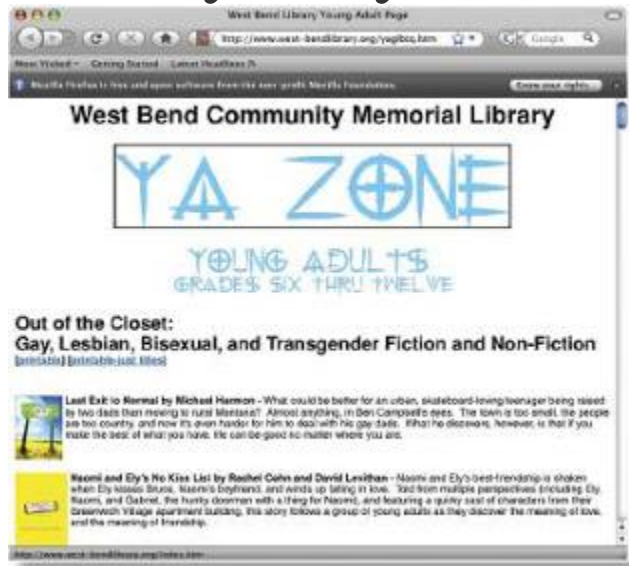 West Bend Library Young Adult Page
http://www.west-bendlibrary.org/yaglbtq.htm
Google
Most Visited Getting Started Latest Headlines
Mozilla Firefox is free and open source software from the non-profit Mozilla Foundation.
Know your rights...
West Bend Community Memorial Library
YA ZONE
YOUNG ADULTS
GRADES SIX THRU TWELVE
Out of the Closet:
Gay, Lesbian, Bisexual, and Transgender Fiction and Non-Fiction
[printable] [printable-just titles]
Last Exit to Normal by Michael Harmon - What could be better for an urban, skateboard-loving teenager being raised
by two dads than moving to rural Montana? Almost anything, in Ben Campbell's eyes. The town is too small, the people
are too country, and now it's even harder for him to deal with his gay dads. What he discovers, however, is that if you
make the best of what you have, life can be good no matter where you are.
Naomi and Ely's No Kiss List by Rachel Cohn and David Levithan - Naomi and Ely's best-friendship is shaken
when Ely kisses Bruce, Naomi's boyfriend, and winds up falling in love. Told from multiple perspectives (including Ely,
Naomi, and Gabriel, the hunky doorman with a thing for Naomi), and featuring a quirky cast of characters from their
Greenwich Village apartment building, this story follows a group of young adults as they discover the meaning of love,
and the meaning of friendship.
http://www.west-bendlibrary.org/index.htm